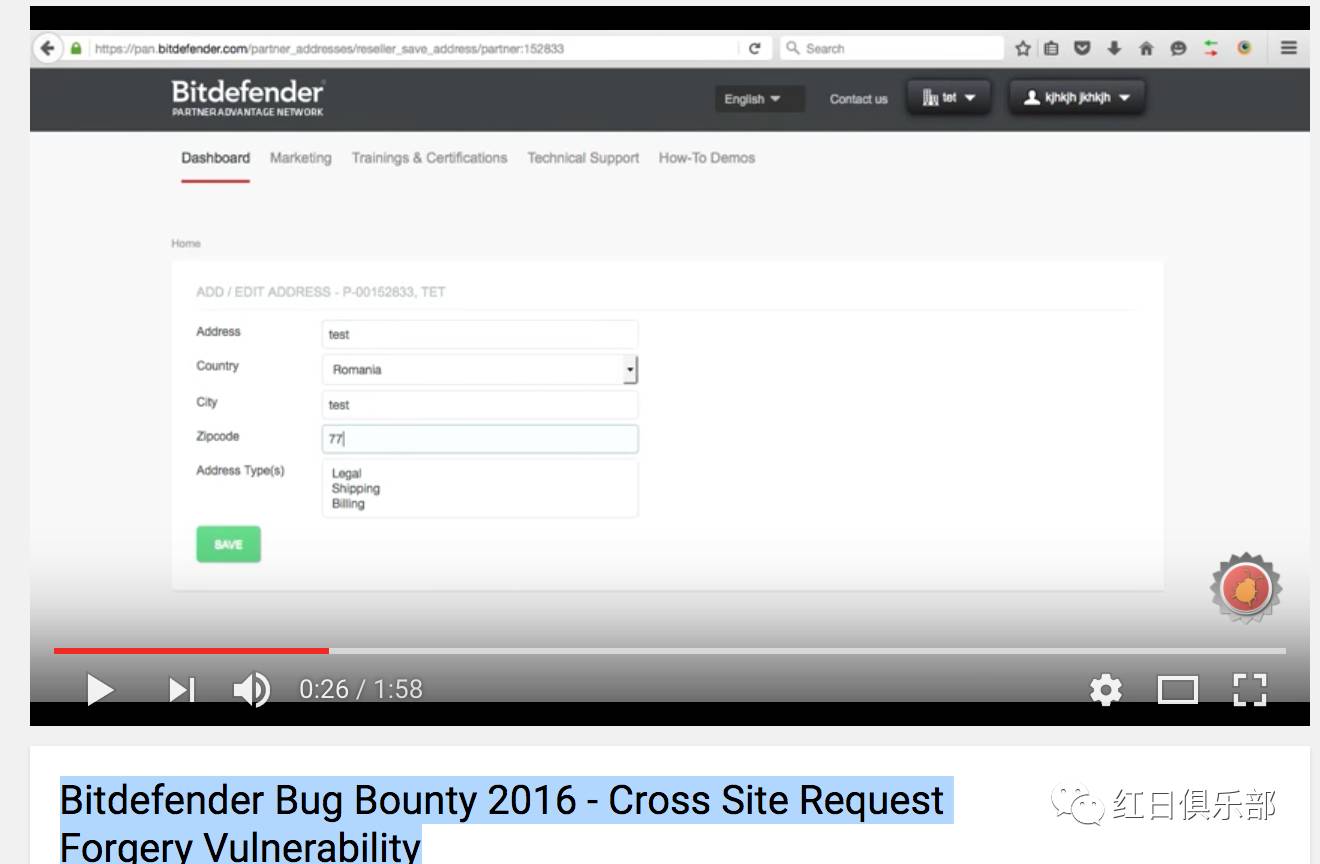 https://pan.bitdefender.com/partner_addresses/reseller_save_address/partner:152833
Search
Bitdefender
PARTNER ADVANTAGE NETWORK
English
Contact us
tet
kjhkjh jkhkjh
Dashboard
Marketing
Trainings & Certifications
Technical Support
How-To Demos
Home
ADD / EDIT ADDRESS - P-00152833, TET
Address
test
Country
Romania
City
test
Zipcode
77
Address Type(s)
Legal
Shipping
Billing
SAVE
0:26 / 1:58
Bitdefender Bug Bounty 2016 - Cross Site Request
Forgery Vulnerability
红日俱乐部